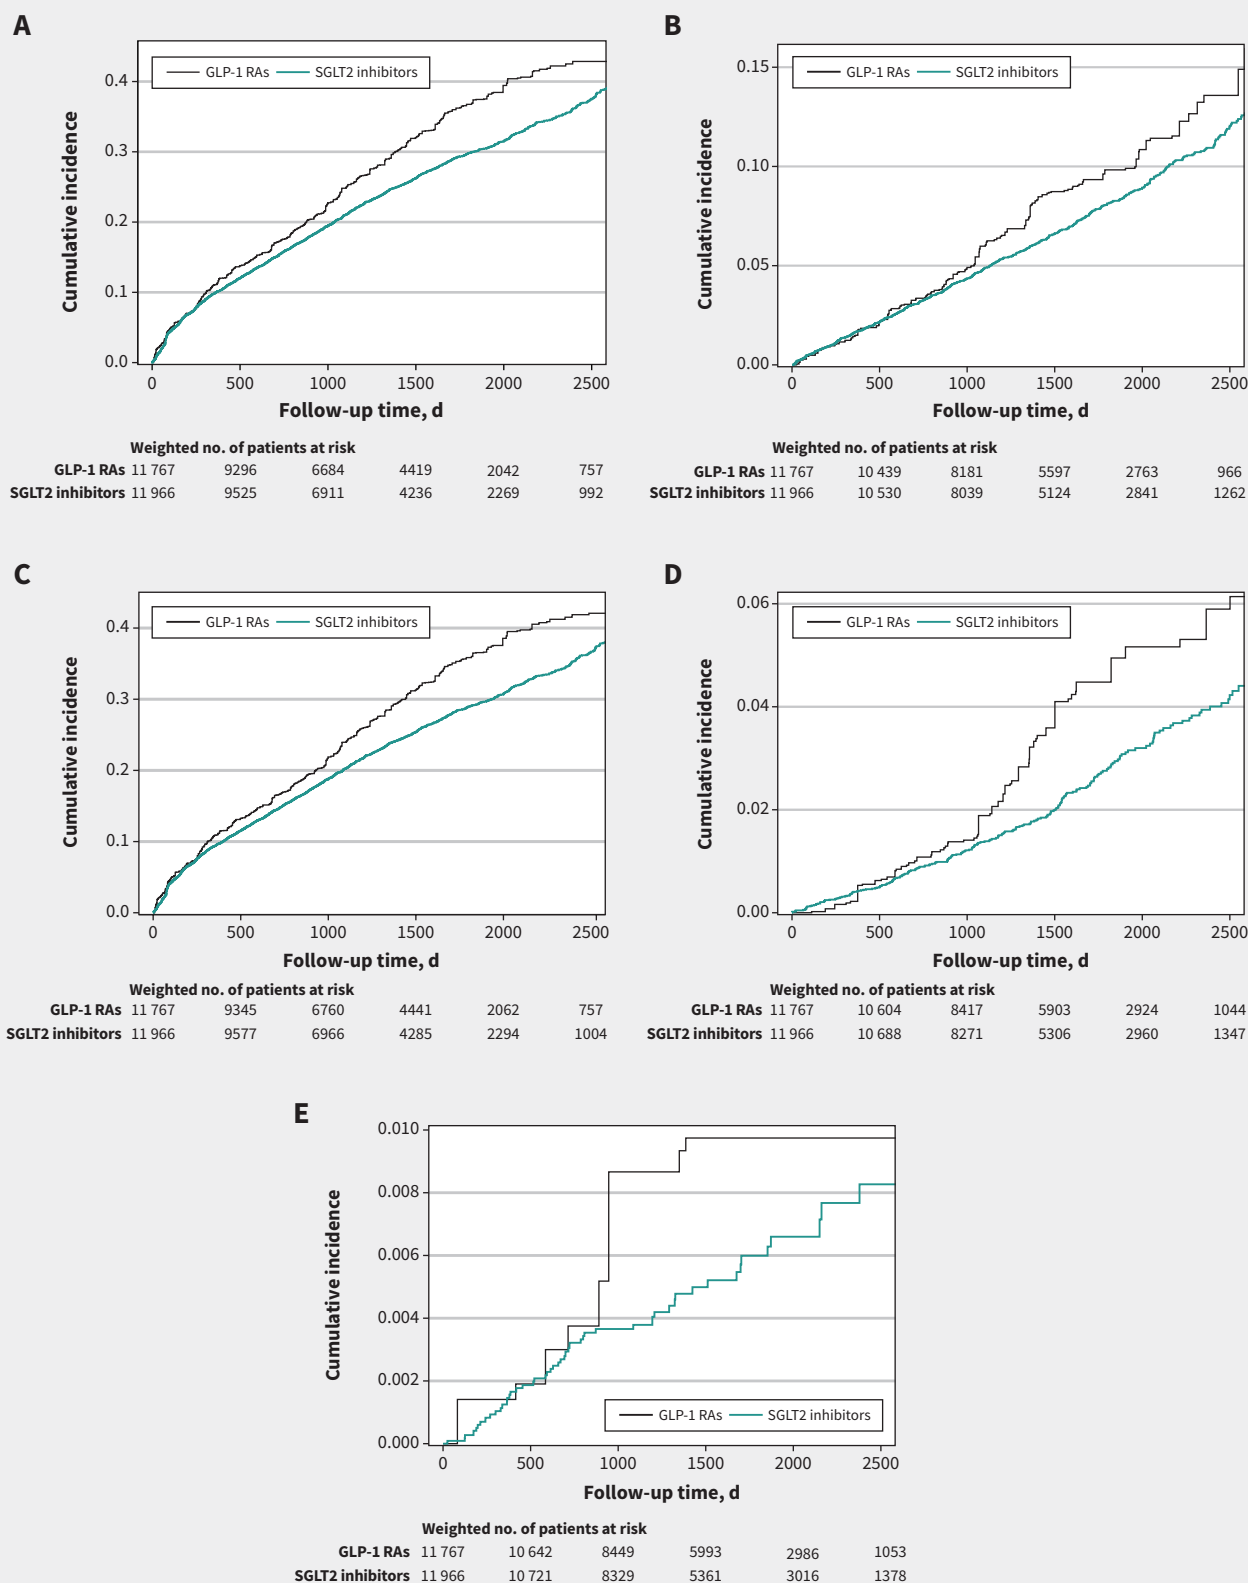 A
GLP-1 RAs SGLT2 inhibitors
Cumulative incidence
0.4
0.3
0.2
0.1
0.0
0 500 1000 1500 2000 2500
Follow-up time, d
Weighted no. of patients at risk
GLP-1 RAs 11 767 9296 6684 4419 2042 757
SGLT2 inhibitors 11 966 9525 6911 4236 2269 992
B
GLP-1 RAs SGLT2 inhibitors
Cumulative incidence
0.15
0.10
0.05
0.00
0 500 1000 1500 2000 2500
Follow-up time, d
Weighted no. of patients at risk
GLP-1 RAs 11 767 10 439 8181 5597 2763 966
SGLT2 inhibitors 11 966 10 530 8039 5124 2841 1262
C
GLP-1 RAs SGLT2 inhibitors
Cumulative incidence
0.4
0.3
0.2
0.1
0.0
0 500 1000 1500 2000 2500
Follow-up time, d
Weighted no. of patients at risk
GLP-1 RAs 11 767 9345 6760 4441 2062 757
SGLT2 inhibitors 11 966 9577 6966 4285 2294 1004
D
GLP-1 RAs SGLT2 inhibitors
Cumulative incidence
0.06
0.04
0.02
0.00
0 500 1000 1500 2000 2500
Follow-up time, d
Weighted no. of patients at risk
GLP-1 RAs 11 767 10 604 8417 5903 2924 1044
SGLT2 inhibitors 11 966 10 688 8271 5306 2960 1347
E
Cumulative incidence
0.010
0.008
0.006
0.004
0.002
0.000
GLP-1 RAs SGLT2 inhibitors
0 500 1000 1500 2000 2500
Follow-up time, d
Weighted no. of patients at risk
GLP-1 RAs 11 767 10 642 8449 5993 2986 1053
SGLT2 inhibitors 11 966 10 721 8329 5361 3016 1378